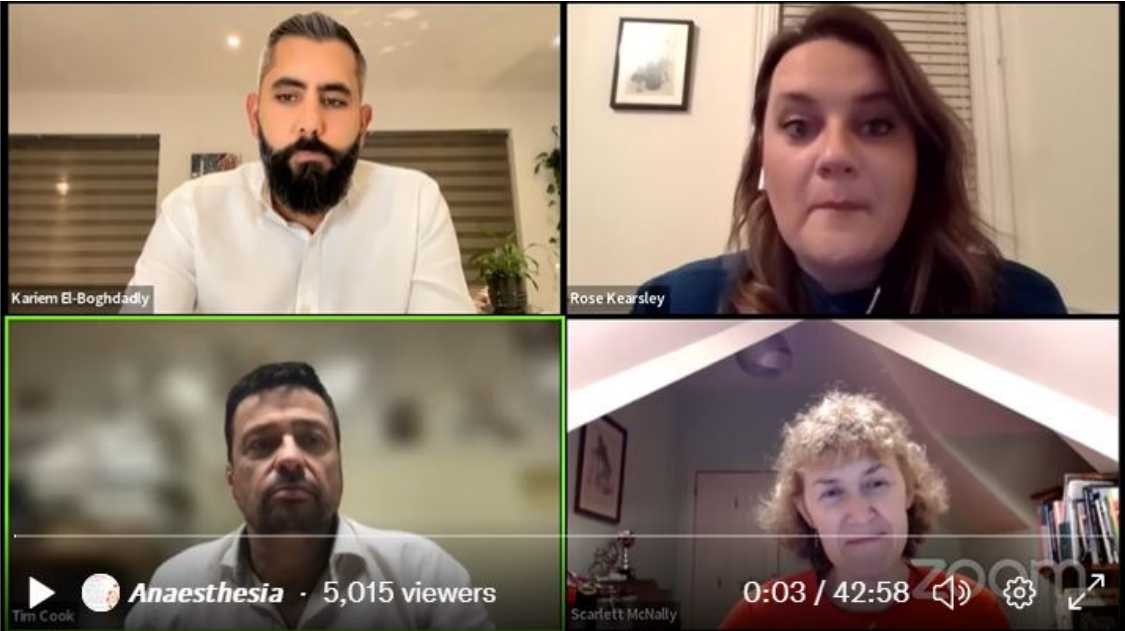 Kariem El-Boghdadly
Rose Kearsley
Anaesthesia · 5,015 viewers
0:03 / 42:58
zoom
Tim Cook
Scarlett McNally